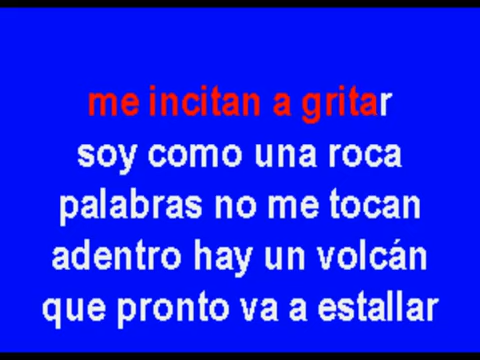 me incitan a gritar
soy como una roca
palabras no me tocan
adentro hay un volcán
que pronto va a estallar